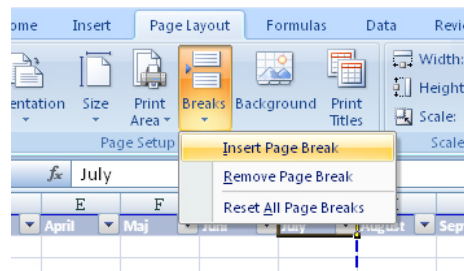 ome Insert Page Layout Formulas Data Revi
entation Size Print Area Breaks Background Print Titles Width: Height Scale:
Page Setup Scale
Insert Page Break
Remove Page Break
Reset All Page Breaks
fx July
E F
April Maj Juni July August Sep